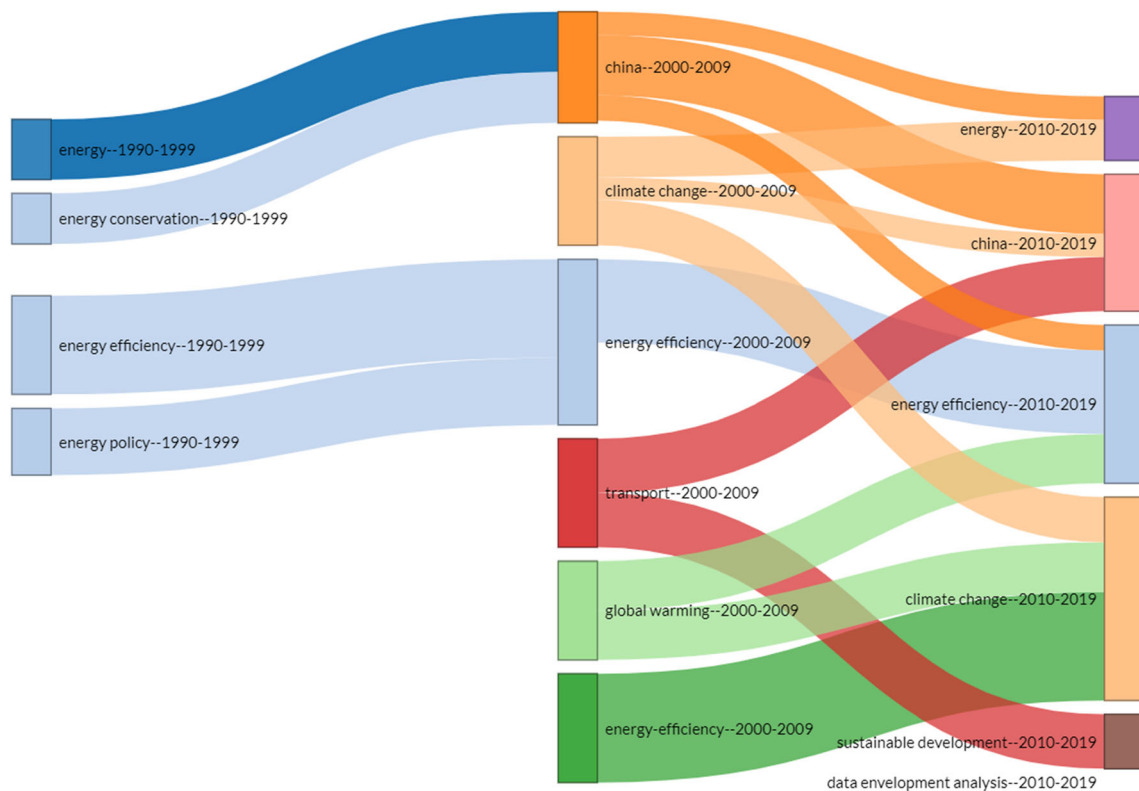 energy--1990-1999
energy conservation--1990-1999
energy efficiency--1990-1999
energy policy--1990-1999
china--2000-2009
climate change--2000-2009
energy efficiency--2000-2009
transport--2000-2009
global warming--2000-2009
energy-efficiency--2000-2009
energy--2010-2019
china--2010-2019
energy efficiency--2010-2019
climate change--2010-2019
sustainable development--2010-2019
data envelopment analysis--2010-2019